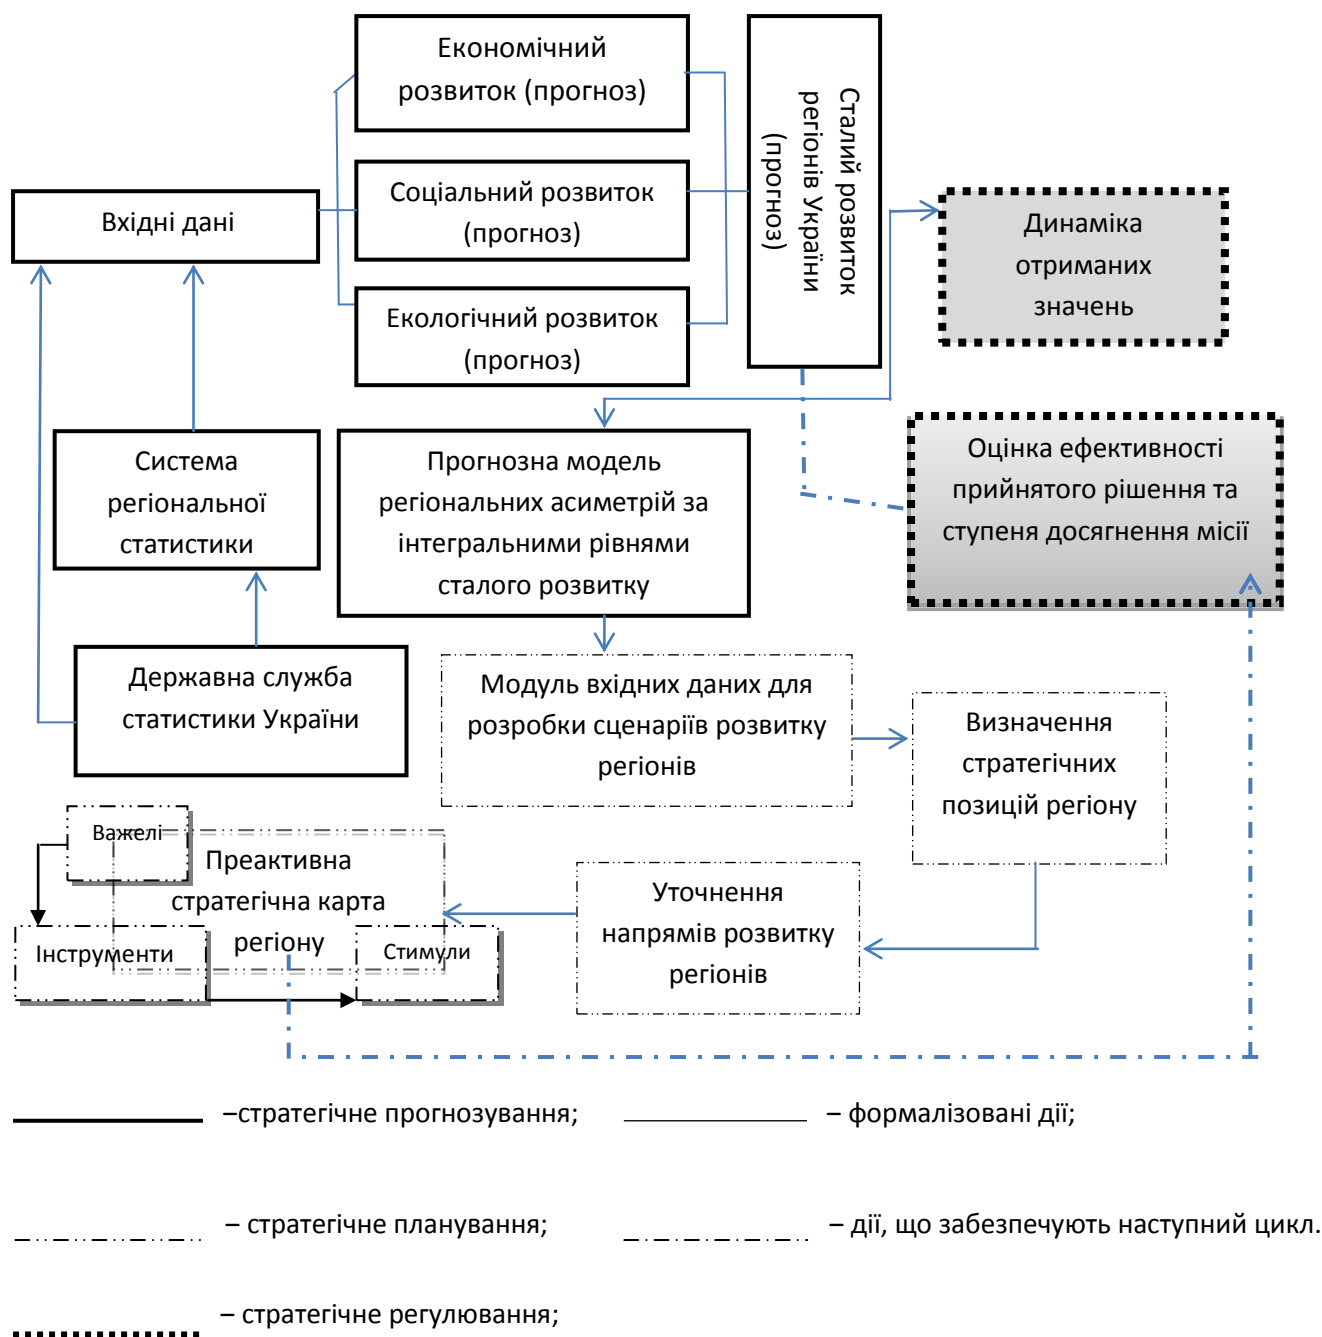 Економічний
розвиток (прогноз)
Соціальний розвиток
(прогноз)
Екологічний розвиток
(прогноз)
Сталий розвиток
регіонів України
(прогноз)
Вхідні дані
Динаміка
отриманих
значень
Система
регіональної
статистики
Прогнозна модель
регіональних асиметрій за
інтегральними рівнями
сталого розвитку
Оцінка ефективності
прийнятого рішення та
ступеня досягнення місії
Державна служба
статистики України
Модуль вхідних даних для
розробки сценаріїв розвитку
регіонів
Визначення
стратегічних
позицій регіону
Важелі
Преактивна
стратегічна карта
регіону
Інструменти
Стимули
Уточнення
напрямів розвитку
регіонів
–стратегічне прогнозування;
– формалізовані дії;
– стратегічне планування;
– дії, що забезпечують наступний цикл.
– стратегічне регулювання;